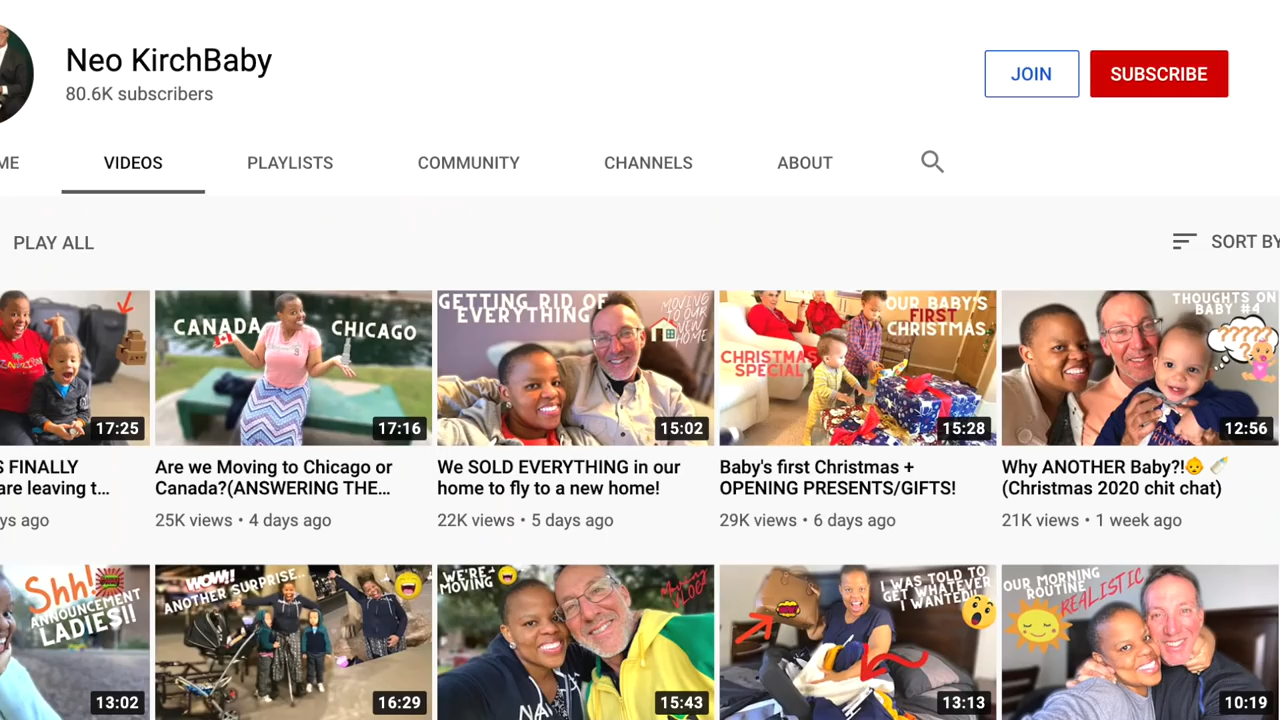 Neo KirchBaby
80.6K subscribers
JOIN
SUBSCRIBE
ME
VIDEOS
PLAYLISTS
COMMUNITY
CHANNELS
ABOUT
PLAY ALL
SORT BY
17:25
CANADA
CHICAGO
17:16
GETTING RID OF
EVERYTHING
MOVING
TO OUR
NEW
HOME
15:02
OUR BABY'S
FIRST
CHRISTMAS
CHRISTMAS
SPECIAL
15:28
THOUGHTS ON
BABY #4
????
?
12:56
S FINALLY
are leaving t...
ys ago
Are we Moving to Chicago or
Canada?(ANSWERING THE...
25K views • 4 days ago
We SOLD EVERYTHING in our
home to fly to a new home!
22K views • 5 days ago
Baby's first Christmas +
OPENING PRESENTS/GIFTS!
29K views • 6 days ago
Why ANOTHER Baby?!👶 🍼
(Christmas 2020 chit chat)
21K views • 1 week ago
Shh!
ANNOUCEMENT
LADIES!!
13:02
WOW!!
ANOTHER SURPRISE..
16:29
WE'RE
MOVING
VLOG
15:43
I WAS TOLD TO
GET WHATEVER
I WANTED!!
13:13
OUR MORNING
ROUTINE..
REALISTIC
10:19